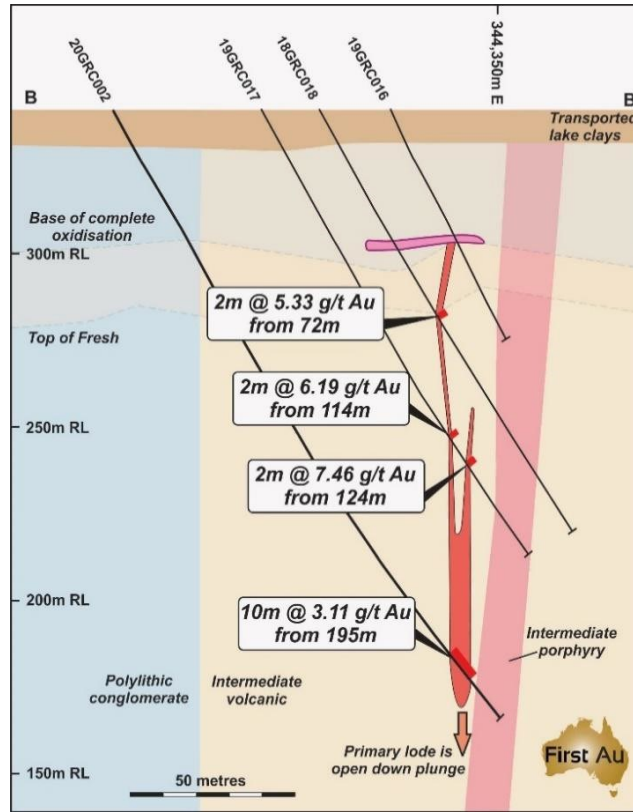 344,350m E
20GRC002
19GRC017
18GRC018
19GRC016
B
B
Transported
lake clays
Base of complete
oxidisation
300m RL
2m @ 5.33 g/t Au
from 72m
Top of Fresh
2m @ 6.19 g/t Au
from 114m
250m RL
2m @ 7.46 g/t Au
from 124m
200m RL
10m @ 3.11 g/t Au
from 195m
Intermediate
porphyry
Polylithic
conglomerate
Intermediate
volcanic
Primary lode is
open down plunge
First Au
150m RL
50 metres